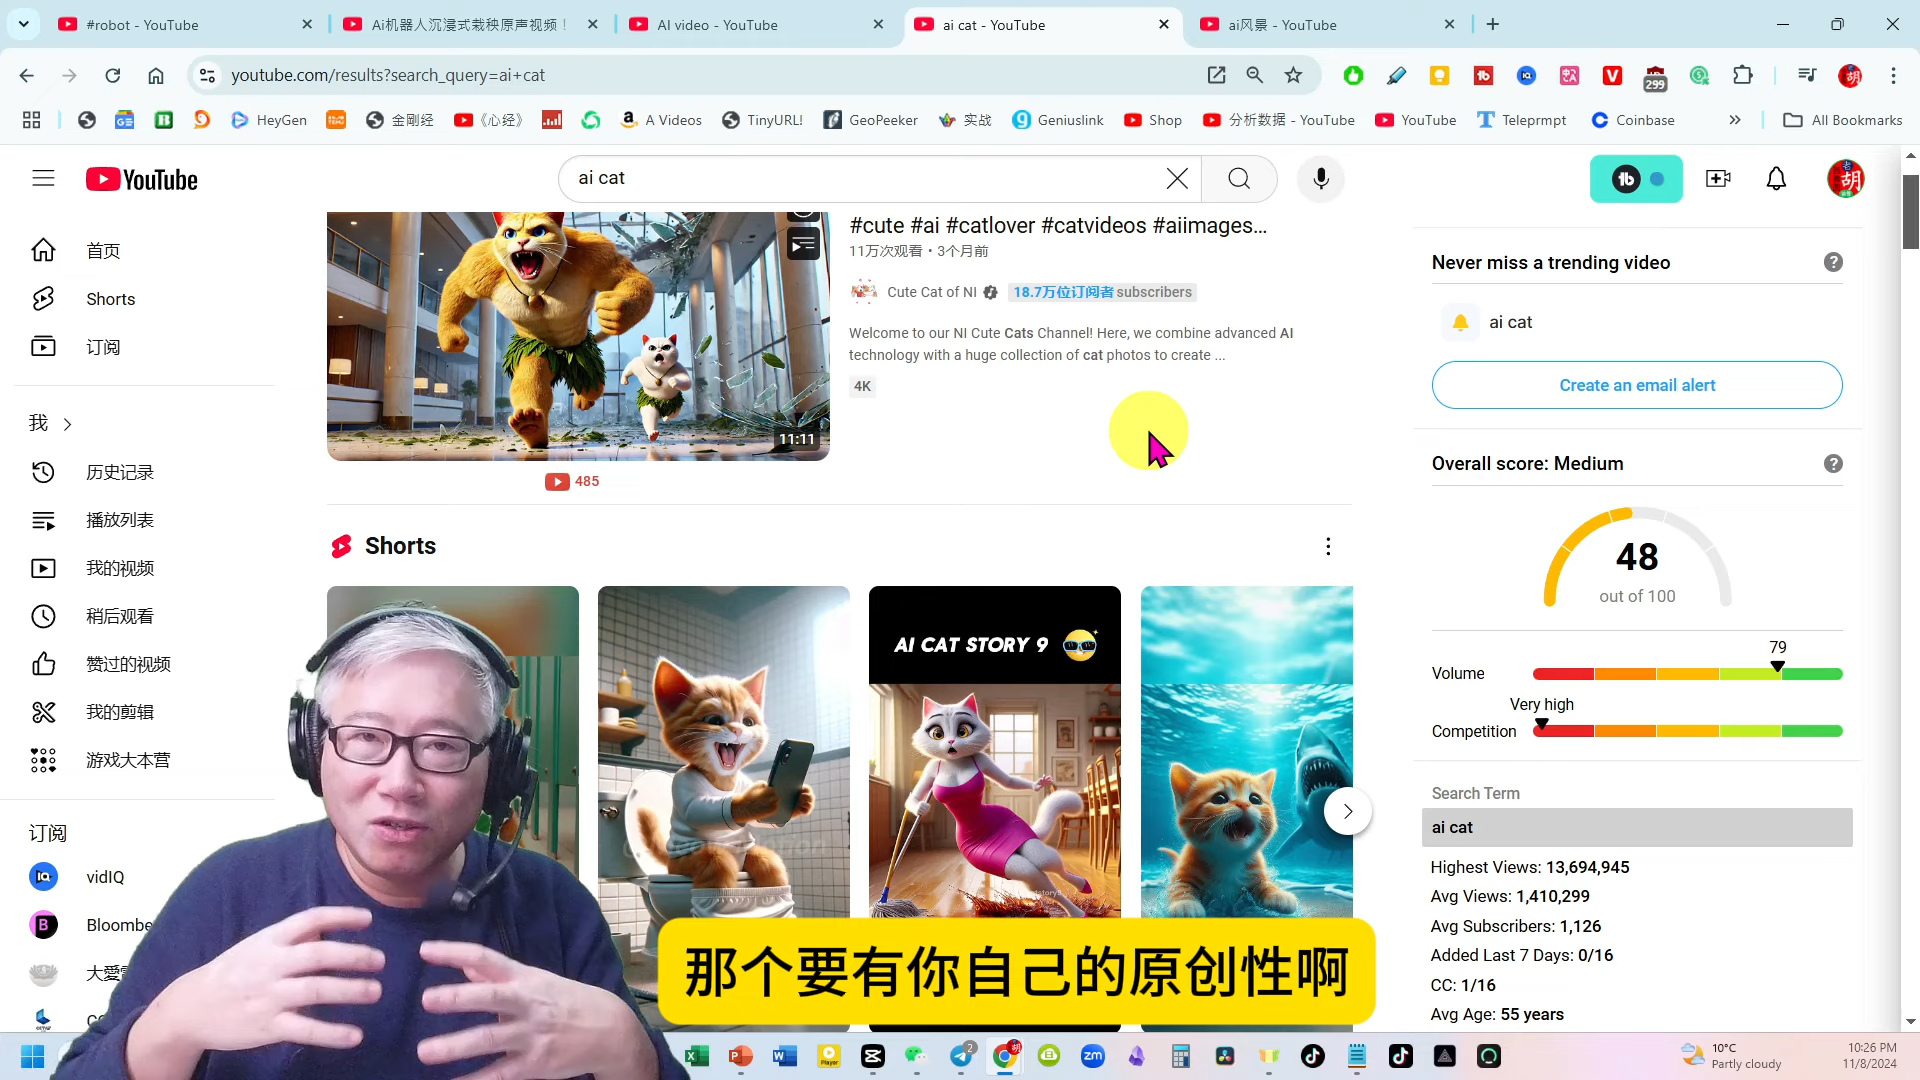 #robot - YouTube
Ai机器人沉浸式栽秧原声视频！
AI video - YouTube
ai cat - YouTube
ai风景 - YouTube
youtube.com/results?search_query=ai+cat
299
HeyGen
金刚经
《心经》
A Videos
TinyURL!
GeoPeeker
实战
Geniuslink
Shop
分析数据 - YouTube
YouTube
Teleprmpt
Coinbase
All Bookmarks
YouTube
ai cat
首页
Shorts
订阅
我
历史记录
播放列表
我的视频
稍后观看
赞过的视频
我的剪辑
游戏大本营
订阅
vidIQ
Bloombe
大愛
11:11
485
#cute #ai #catlover #catvideos #aiimages...
11万次观看 • 3个月前
Cute Cat of NI
18.7万位订阅者 subscribers
Welcome to our NI Cute Cats Channel! Here, we combine advanced AI
technology with a huge collection of cat photos to create ...
4K
Shorts
AI CAT STORY 9
那个要有你自己的原创性啊
Never miss a trending video
ai cat
Create an email alert
Overall score: Medium
48
out of 100
79
Volume
Very high
Competition
Search Term
ai cat
Highest Views: 13,694,945
Avg Views: 1,410,299
Avg Subscribers: 1,126
Added Last 7 Days: 0/16
CC: 1/16
Avg Age: 55 years
10°C
Partly cloudy
10:26 PM
11/8/2024